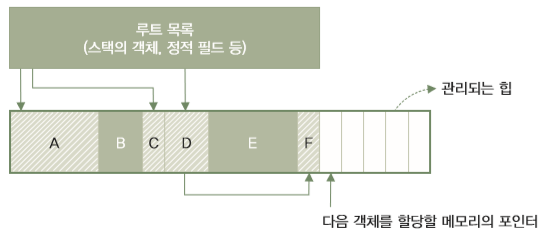 루트 목록
(스택의 객체, 정적 필드 등)
관리되는 힙
A B C D E F
다음 객체를 할당할 메모리의 포인터